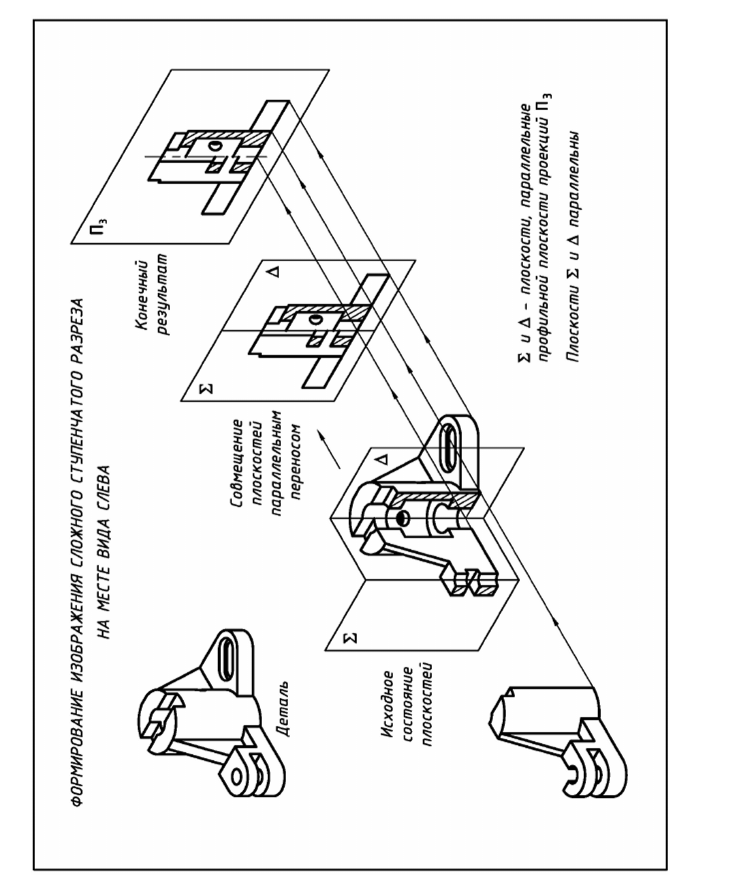 ФОРМИРОВАНИЕ ИЗОБРАЖЕНИЯ СЛОЖНОГО СТУПЕНЧАТОГО РАЗРЕЗА
НА МЕСТЕ ВИДА СЛЕВА
Деталь
Исходное
состояние
плоскостей
Σ
Δ
Совмещение
плоскостей
параллельным
переносом
Σ
Δ
Конечный
результат
П₃
Σ и Δ – плоскости, параллельные
профильной плоскости проекций П₃
Плоскости Σ и Δ параллельны